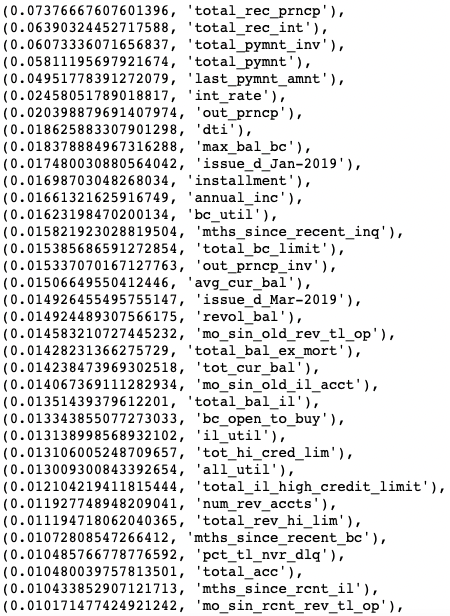 (0.07376667607601396, 'total_rec_prncp'),
(0.06390324452717588, 'total_rec_int'),
(0.06073336071656837, 'total_pymnt_inv'),
(0.05811195697921674, 'total_pymnt'),
(0.04951778391272079, 'last_pymnt_amnt'),
(0.02458051789018817, 'int_rate'),
(0.020398879691407974, 'out_prncp'),
(0.018625883307901298, 'dti'),
(0.018378884967316288, 'max_bal_bc'),
(0.017480030880564042, 'issue_d_Jan-2019'),
(0.01698703048268034, 'installment'),
(0.01661321625916749, 'annual_inc'),
(0.01623198470200134, 'bc_util'),
(0.015821923028819504, 'mths_since_recent_inq'),
(0.015385686591272854, 'total_bc_limit'),
(0.015337070167127763, 'out_prncp_inv'),
(0.01506649550412446, 'avg_cur_bal'),
(0.014926455495755147, 'issue_d_Mar-2019'),
(0.014924489307566175, 'revol_bal'),
(0.014583210727445232, 'mo_sin_old_rev_tl_op'),
(0.01428231366275729, 'total_bal_ex_mort'),
(0.014238473969302518, 'tot_cur_bal'),
(0.014067369111282934, 'mo_sin_old_il_acct'),
(0.01351439379612201, 'total_bal_il'),
(0.013343855077273033, 'bc_open_to_buy'),
(0.013138998568932102, 'il_util'),
(0.013106005248709657, 'tot_hi_cred_lim'),
(0.013009300843392654, 'all_util'),
(0.012104219411815444, 'total_il_high_credit_limit'),
(0.011927748948209041, 'num_rev_accts'),
(0.011194718062040365, 'total_rev_hi_lim'),
(0.01072808547266412, 'mths_since_recent_bc'),
(0.010485766778776592, 'pct_tl_nvr_dlq'),
(0.010480039757813501, 'total_acc'),
(0.010433852907121713, 'mths_since_rcnt_il'),
(0.010171477424921242, 'mo_sin_rcnt_rev_tl_op'),